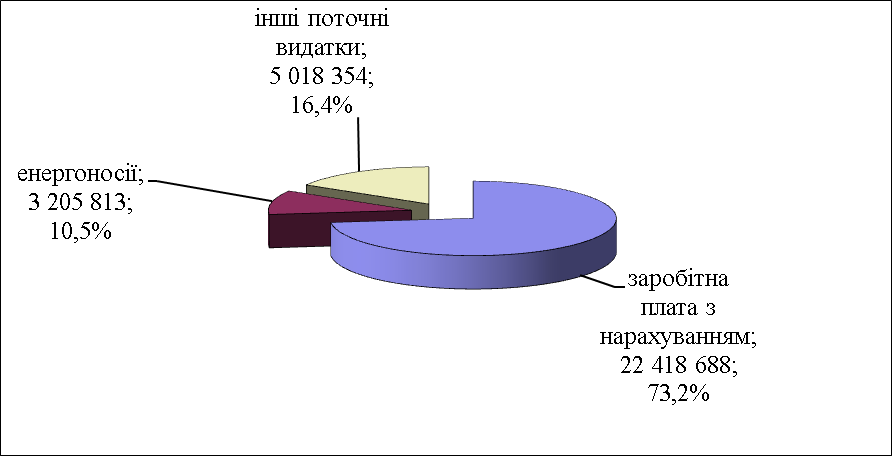 інші поточні
видатки;
5 018 354;
16,4%
енергоносії;
3 205 813;
10,5%
заробітна
плата з
нарахуванням;
22 418 688;
73,2%